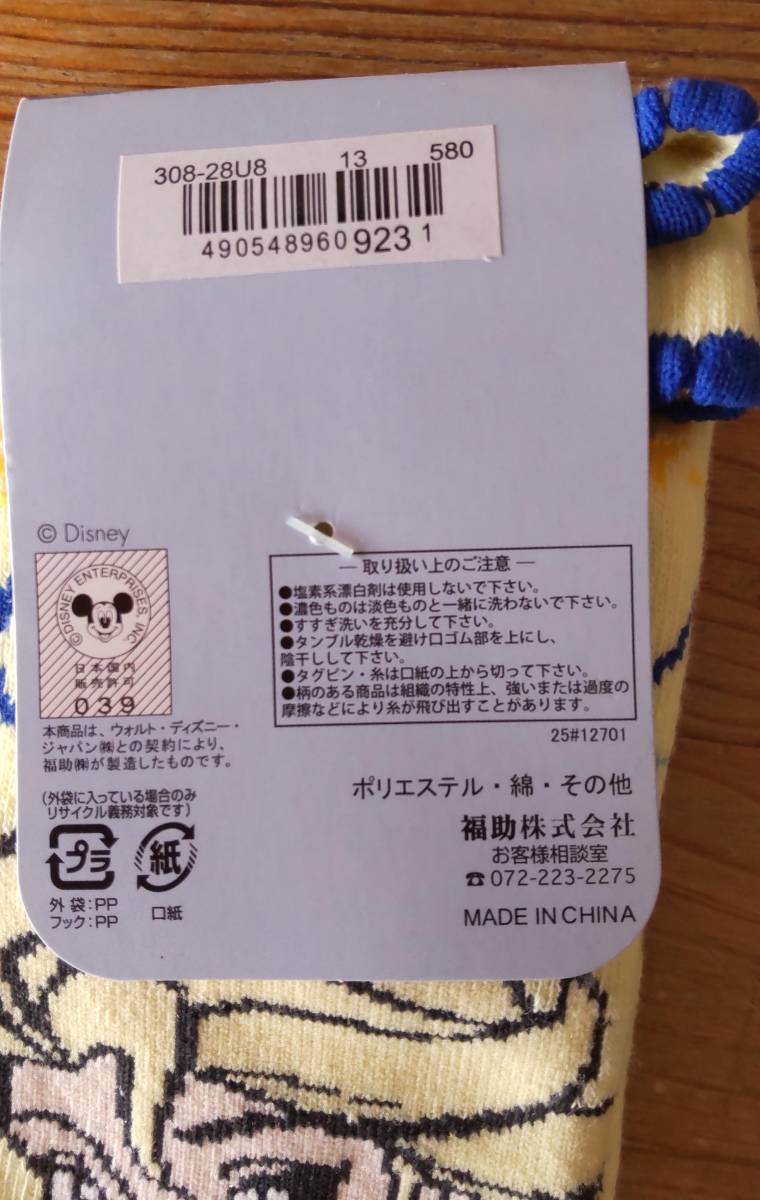 308-28U8 13 580
490548960 923 1
© Disney
© DISNEY ENTERPRISES INC.
日本国内
販売許可
039
本商品は、ウォルト・ディズニー・
ジャパン㈱との契約により、
福助㈱が製造したものです。
(外袋に入っている場合のみ
リサイクル義務対象です)
プラ
紙
外 袋:PP
フック:PP
口紙
― 取り扱い上のご注意 ―
●塩素系漂白剤は使用しないで下さい。
●濃色ものは淡色ものと一緒に洗わないで下さい。
●すすぎ洗いを充分して下さい。
●タンブル乾燥を避け口ゴム部を上にし、
陰干しして下さい。
●タグピン・糸は口紙の上から切って下さい。
●柄のある商品は組織の特性上、強いまたは過度の
摩擦などにより糸が飛び出すことがあります。
25#12701
ポリエステル・綿・その他
福助株式会社
お客様相談室
☎072-223-2275
MADE IN CHINA